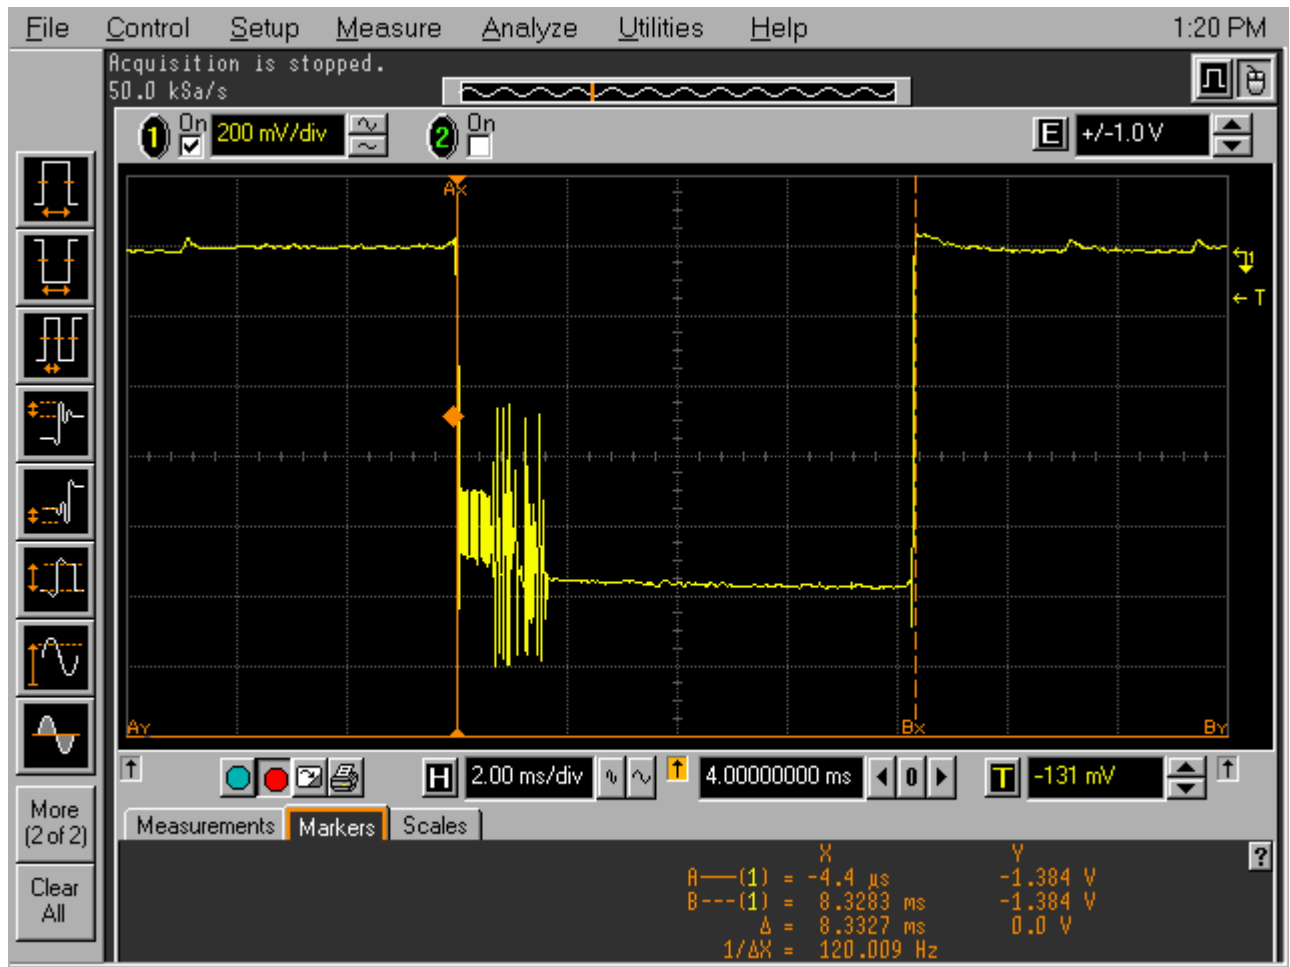 File Control Setup Measure Analyze Utilities Help 1:20 PM
Acquisition is stopped.
50.0 kSa/s
1 On 200 mV/div 2 On E +/-1.0 V
Ax
1
T
Ay Bx By
H 2.00 ms/div 4.00000000 ms 0 T -131 mV
More
(2 of 2)
Clear
All
Measurements Markers Scales
X Y
A——(1) = -4.4 µs -1.384 V
B---(1) = 8.3283 ms -1.384 V
Δ = 8.3327 ms 0.0 V
1/ΔX = 120.009 Hz
?